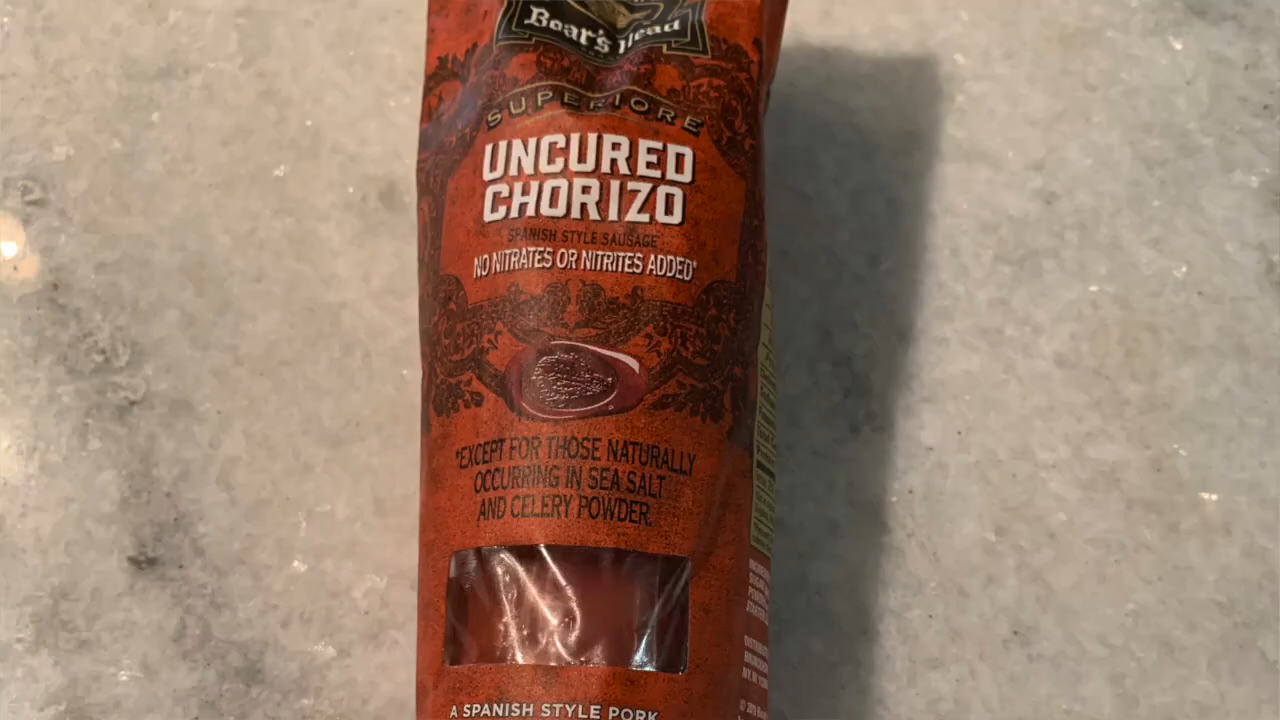 Boar's Head
SUPERIORE
UNCURED
CHORIZO
SPANISH STYLE SAUSAGE
NO NITRATES OR NITRITES ADDED*
*EXCEPT FOR THOSE NATURALLY
OCCURRING IN SEA SALT
AND CELERY POWDER.
A SPANISH STYLE PORK